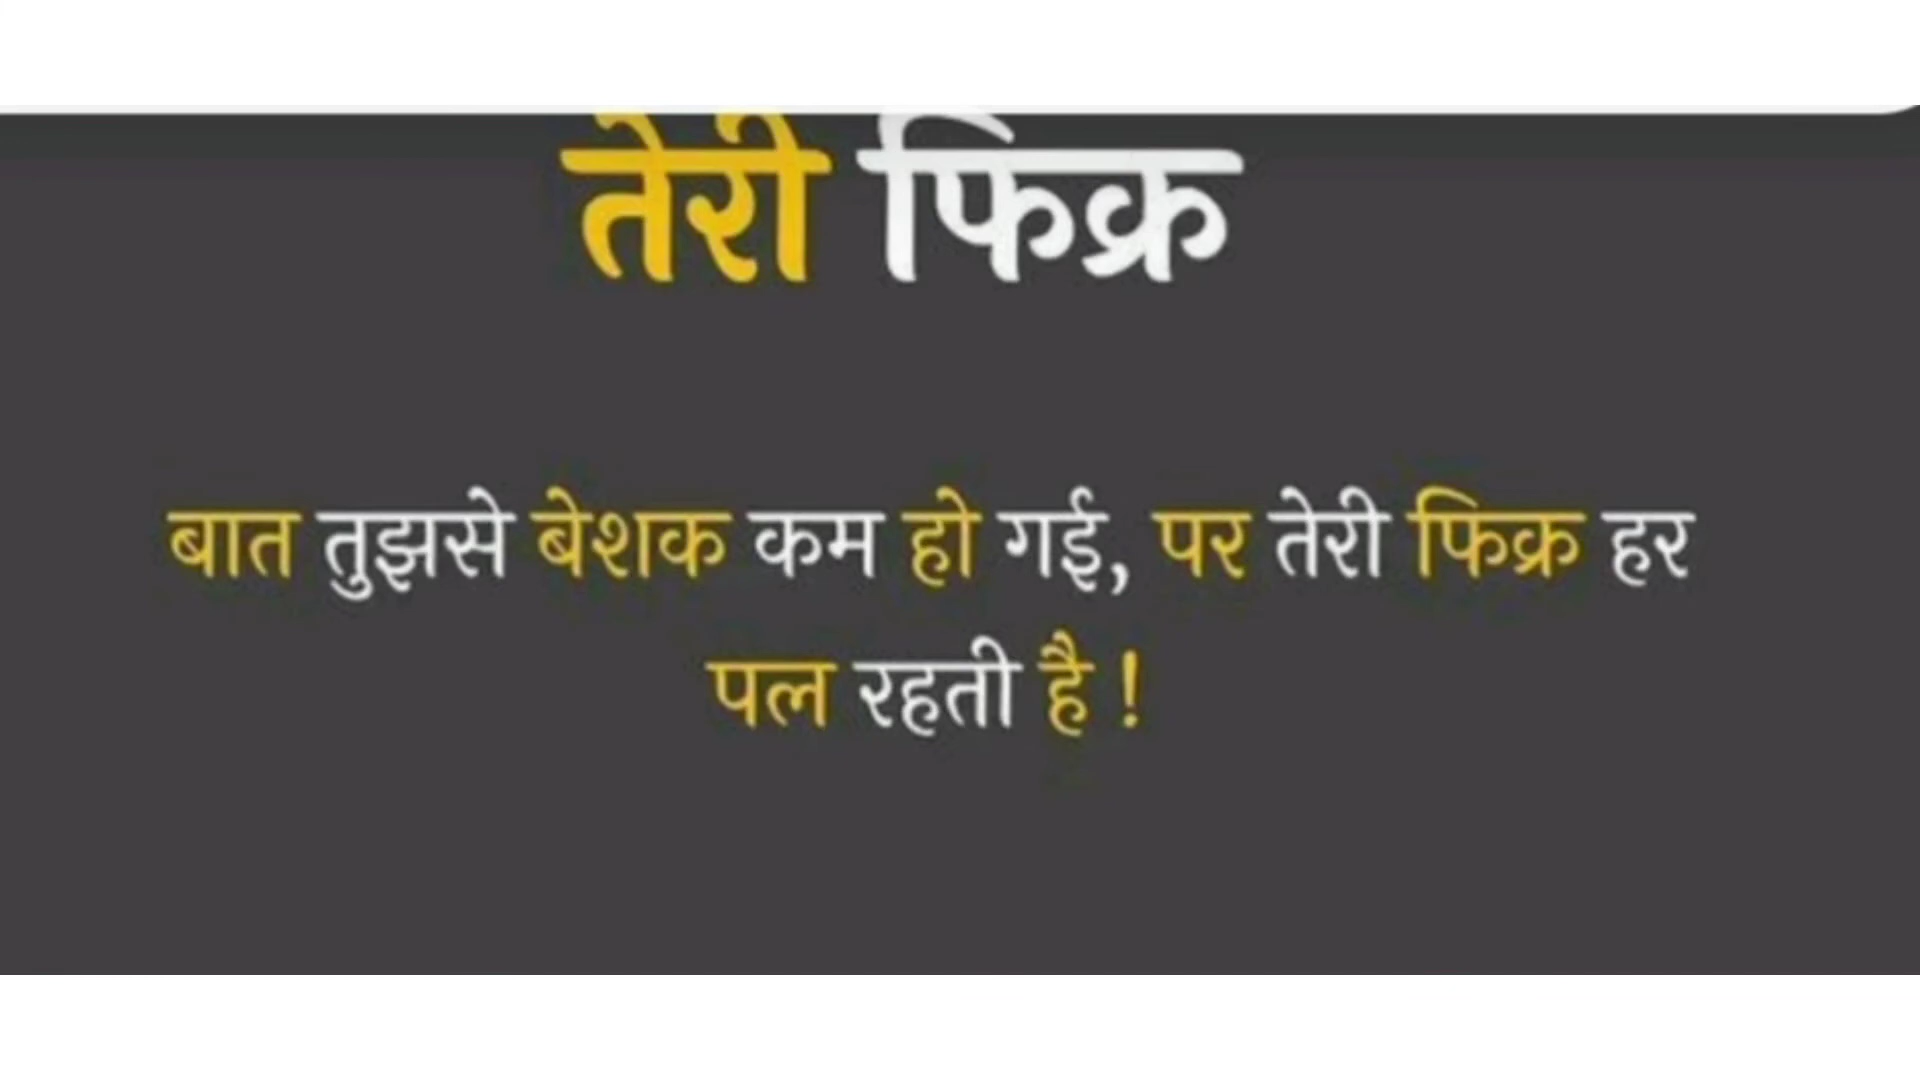 तेरी फिक्र
बात तुझसे बेशक कम हो गई, पर तेरी फिक्र हर
पल रहती है !